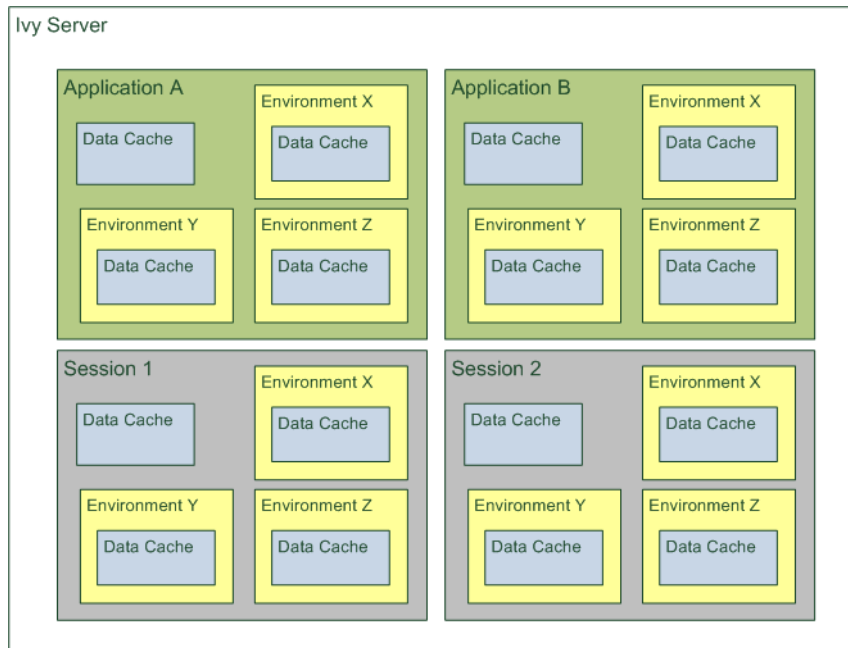 Ivy Server
Application A
Environment X
Data Cache
Data Cache
Environment Y
Data Cache
Environment Z
Data Cache
Application B
Environment X
Data Cache
Data Cache
Environment Y
Data Cache
Environment Z
Data Cache
Session 1
Environment X
Data Cache
Data Cache
Environment Y
Data Cache
Environment Z
Data Cache
Session 2
Environment X
Data Cache
Data Cache
Environment Y
Data Cache
Environment Z
Data Cache